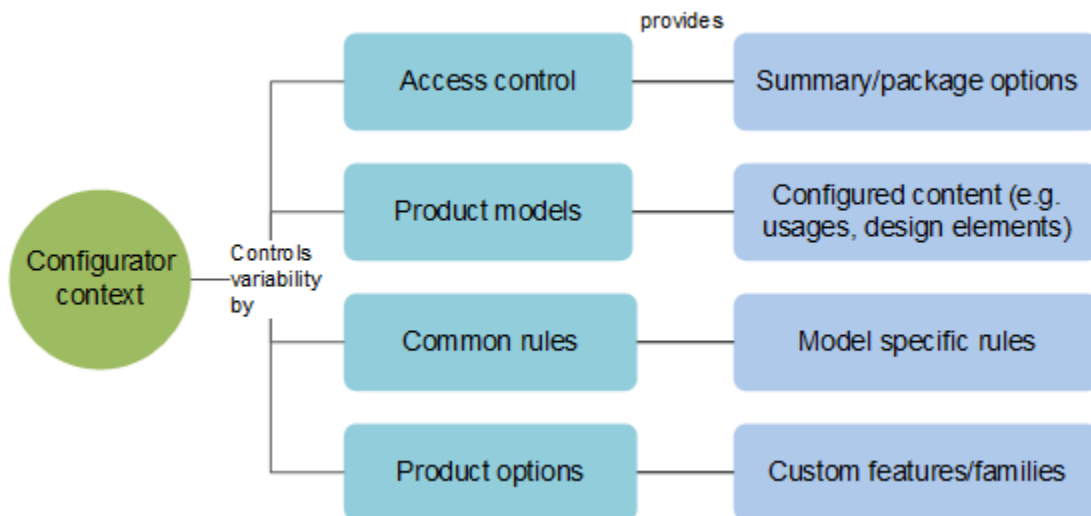 provides
Access control
Summary/package options
Product models
Configured content (e.g.
usages, design elements)
Configurator
context
Controls
variability
by
Common rules
Model specific rules
Product options
Custom features/families